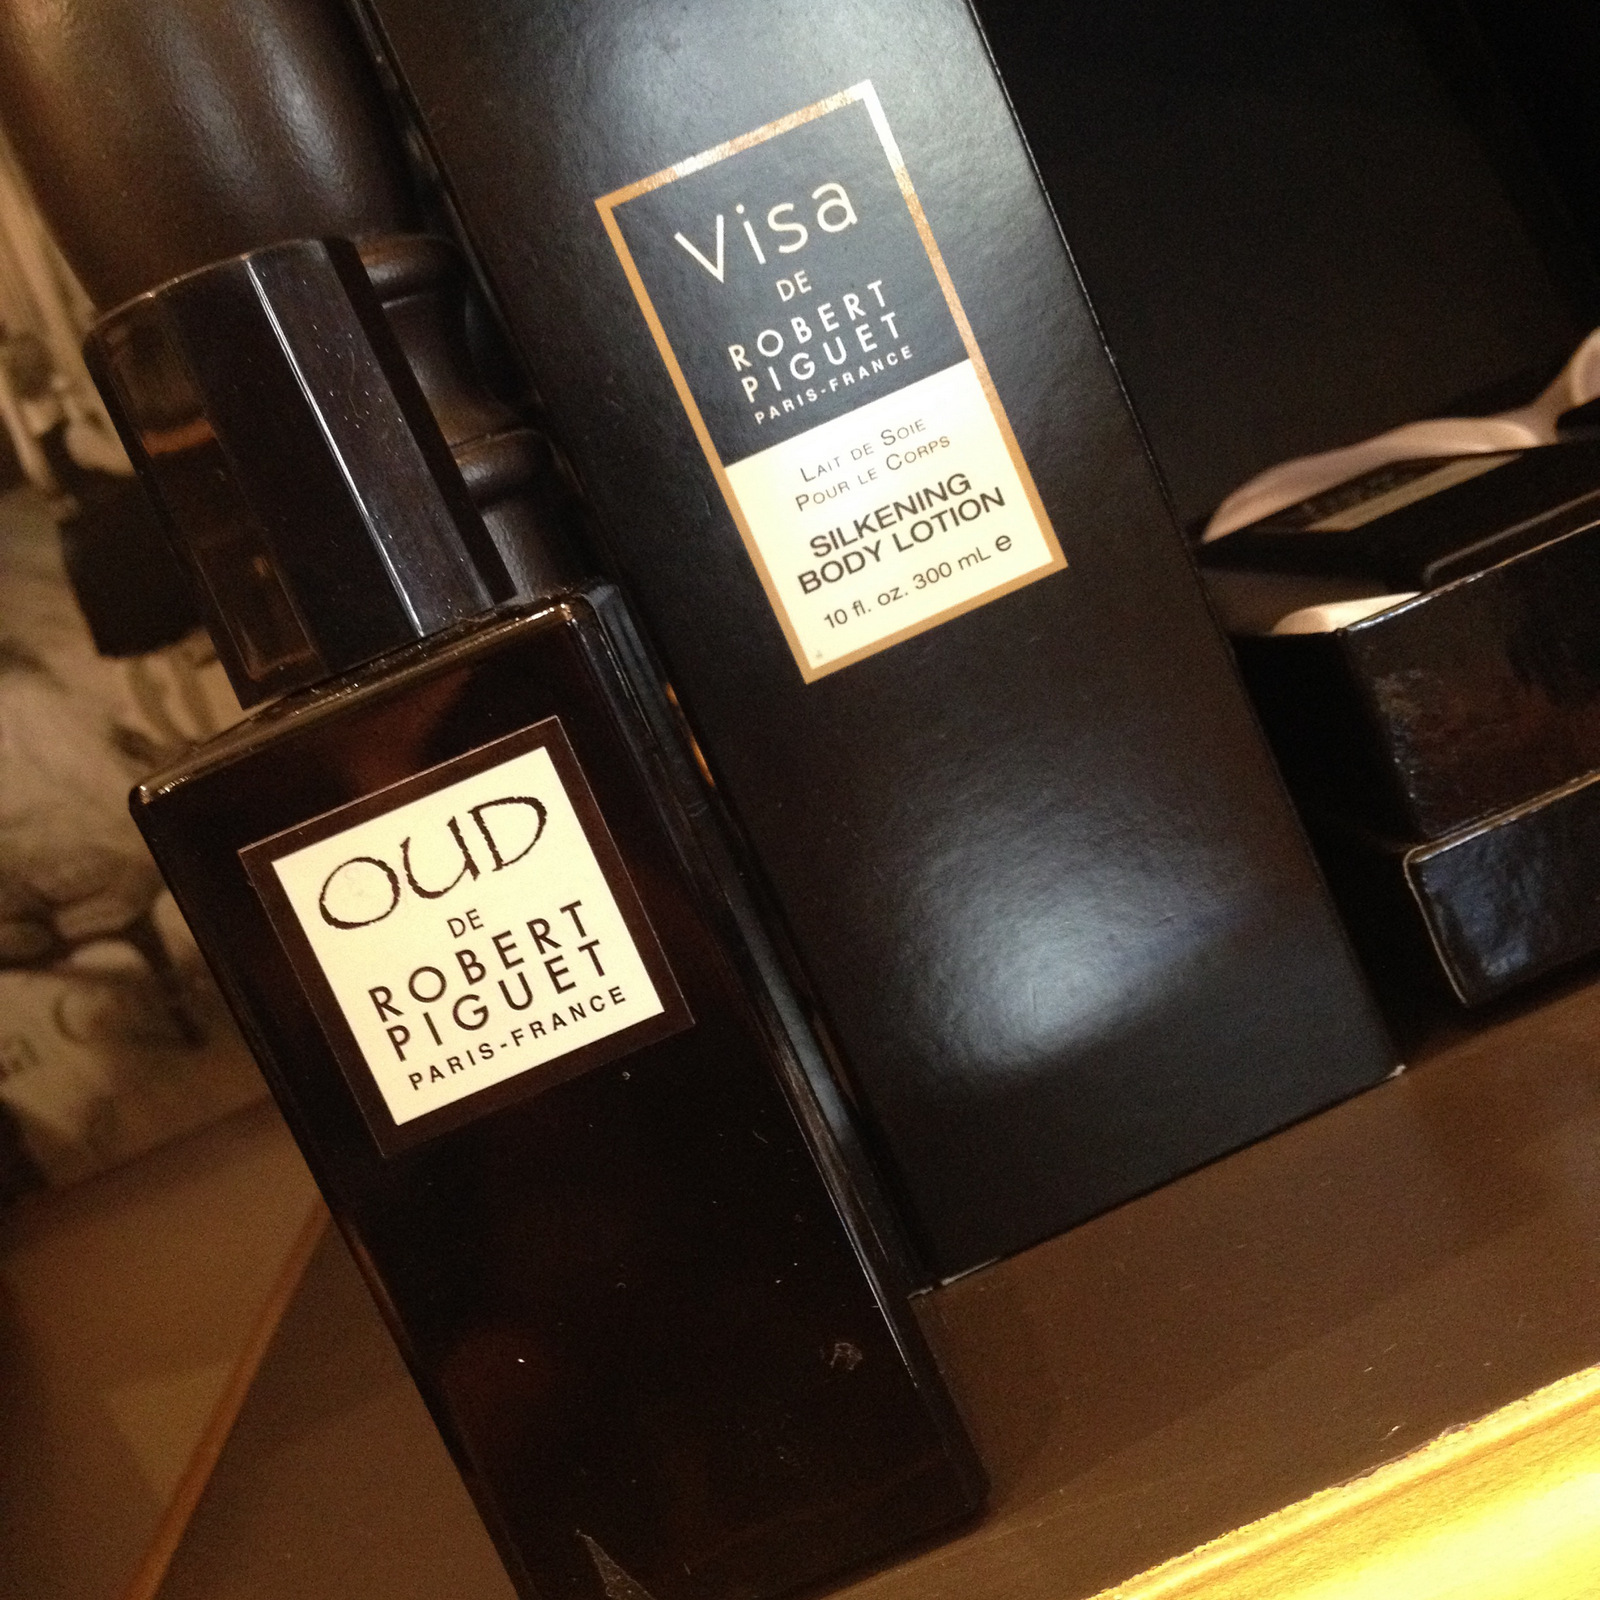 Visa
DE
ROBERT
PIGUET
PARIS-FRANCE
LAIT DE SOIE
POUR LE CORPS
SILKENING
BODY LOTION
10 fl. oz. 300 mL e
OUD
DE
ROBERT
PIGUET
PARIS-FRANCE